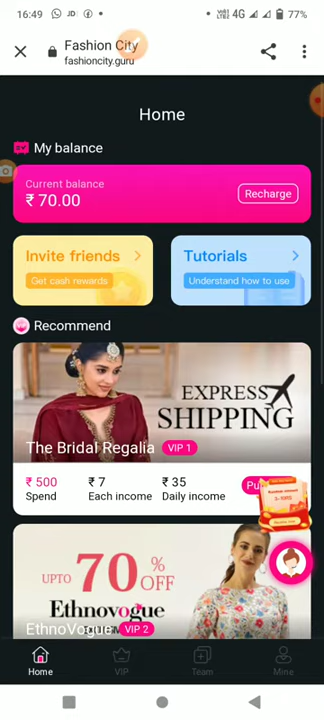 16:49 JD 4G 77%
Fashion City
fashioncity.guru
Home
My balance
Current balance
₹ 70.00
Recharge
Invite friends
Get cash rewards
Tutorials
Understand how to use
Recommend
EXPRESS
SHIPPING
The Bridal Regalia VIP 1
₹ 500 ₹ 7 ₹ 35
Spend Each income Daily income
UPTO 70 % OFF
Ethnovogue
EthnoVogue VIP 2
Home VIP Team Mine